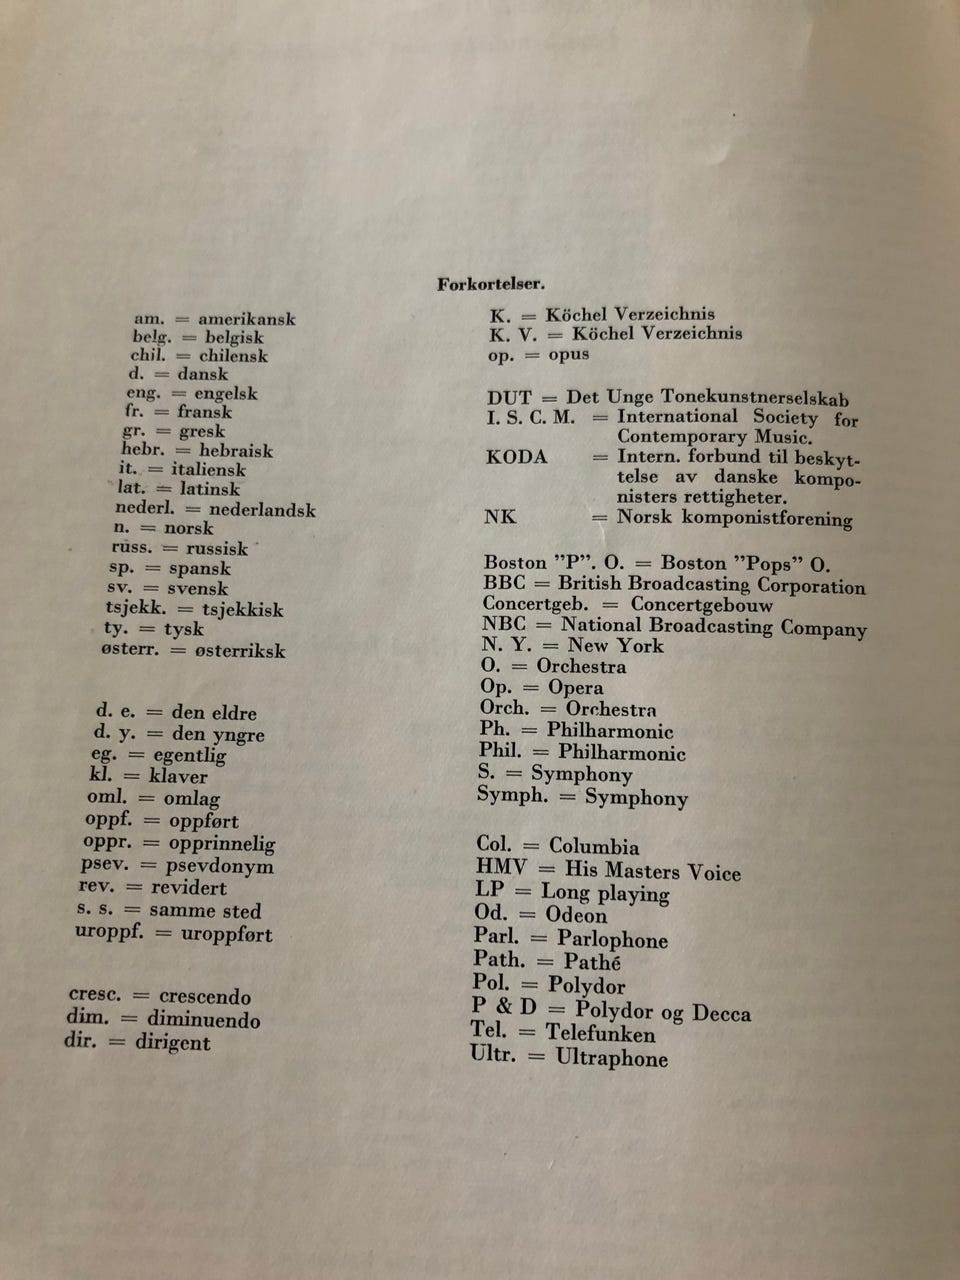 Forkortelser.
am. = amerikansk
belg. = belgisk
chil. = chilensk
d. = dansk
eng. = engelsk
fr. = fransk
gr. = gresk
hebr. = hebraisk
it. = italiensk
lat. = latinsk
nederl. = nederlandsk
n. = norsk
russ. = russisk
sp. = spansk
sv. = svensk
tsjekk. = tsjekkisk
ty. = tysk
østerr. = østerriksk
d. e. = den eldre
d. y. = den yngre
eg. = egentlig
kl. = klaver
oml. = omlag
oppf. = oppført
oppr. = opprinnelig
psev. = psevdonym
rev. = revidert
s. s. = samme sted
uroppf. = uroppført
cresc. = crescendo
dim. = diminuendo
dir. = dirigent
K. = Köchel Verzeichnis
K. V. = Köchel Verzeichnis
op. = opus
DUT = Det Unge Tonekunstnerselskab
I. S. C. M. = International Society for
Contemporary Music.
KODA = Intern. forbund til beskyt-
telse av danske kompo-
nisters rettigheter.
NK = Norsk komponistforening
Boston ”P”. O. = Boston ”Pops” O.
BBC = British Broadcasting Corporation
Concertgeb. = Concertgebouw
NBC = National Broadcasting Company
N. Y. = New York
O. = Orchestra
Op. = Opera
Orch. = Orchestra
Ph. = Philharmonic
Phil. = Philharmonic
S. = Symphony
Symph. = Symphony
Col. = Columbia
HMV = His Masters Voice
LP = Long playing
Od. = Odeon
Parl. = Parlophone
Path. = Pathé
Pol. = Polydor
P & D = Polydor og Decca
Tel. = Telefunken
Ultr. = Ultraphone